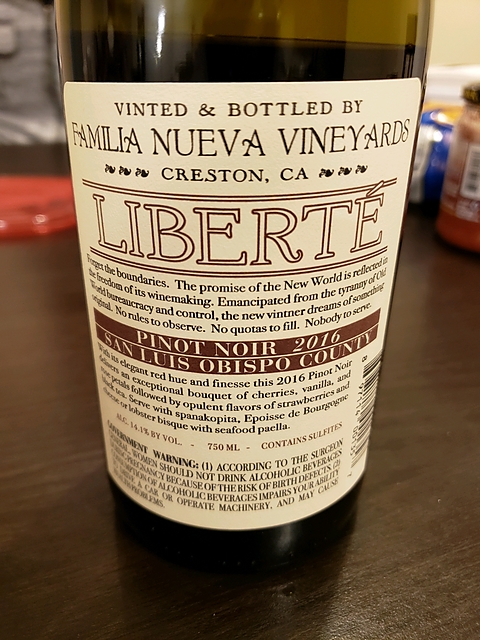 VINTED & BOTTLED BY
FAMILIA NUEVA VINEYARDS
CRESTON, CA
LIBERTÉ
Forget the boundaries. The promise of the New World is reflected in
the freedom of its winemaking. Emancipated from the tyranny of Old
World bureaucracy and control, the new vintner dreams of something
original. No rules to observe. No quotas to fill. Nobody to serve.
PINOT NOIR 2016
SAN LUIS OBISPO COUNTY
With its elegant red hue and finesse this 2016 Pinot Noir
delivers an exceptional bouquet of cherries, vanilla, and
rose petals followed by opulent flavors of strawberries and
black tea. Serve with spanakopita, Epoisse de Bourgogne
cheese or lobster bisque with seafood paella.
ALC. 14.1% BY VOL. - 750 ML - CONTAINS SULFITES
GOVERNMENT WARNING: (1) ACCORDING TO THE SURGEON
WOMEN SHOULD NOT DRINK ALCOHOLIC BEVERAGES
PREGNANCY BECAUSE OF THE RISK OF BIRTH DEFECTS. (2)
OF ALCOHOLIC BEVERAGES IMPAIRS YOUR ABILITY
A CAR OR OPERATE MACHINERY, AND MAY CAUSE
PROBLEMS.